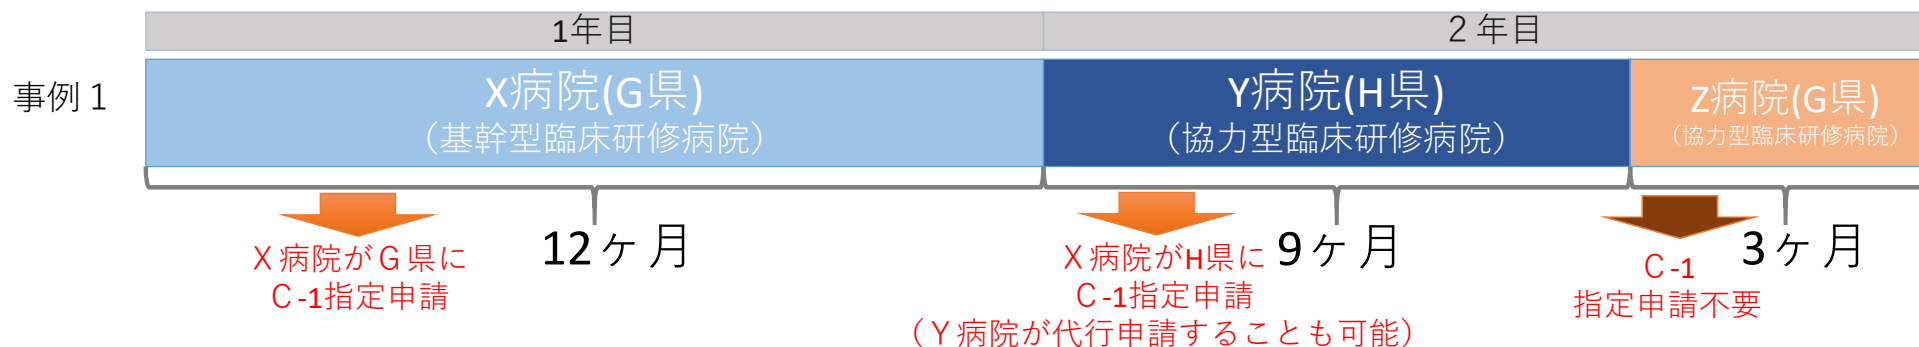 1年目
２年目
事例１
X病院(G県)
（基幹型臨床研修病院）
Y病院(H県)
（協力型臨床研修病院）
Z病院(G県)
（協力型臨床研修病院）
12ヶ月
9ヶ月
3ヶ月
Ｘ病院がＧ県に
Ｃ-1指定申請
Ｘ病院がH県に
Ｃ-1指定申請
（Ｙ病院が代行申請することも可能）
Ｃ-1
指定申請不要